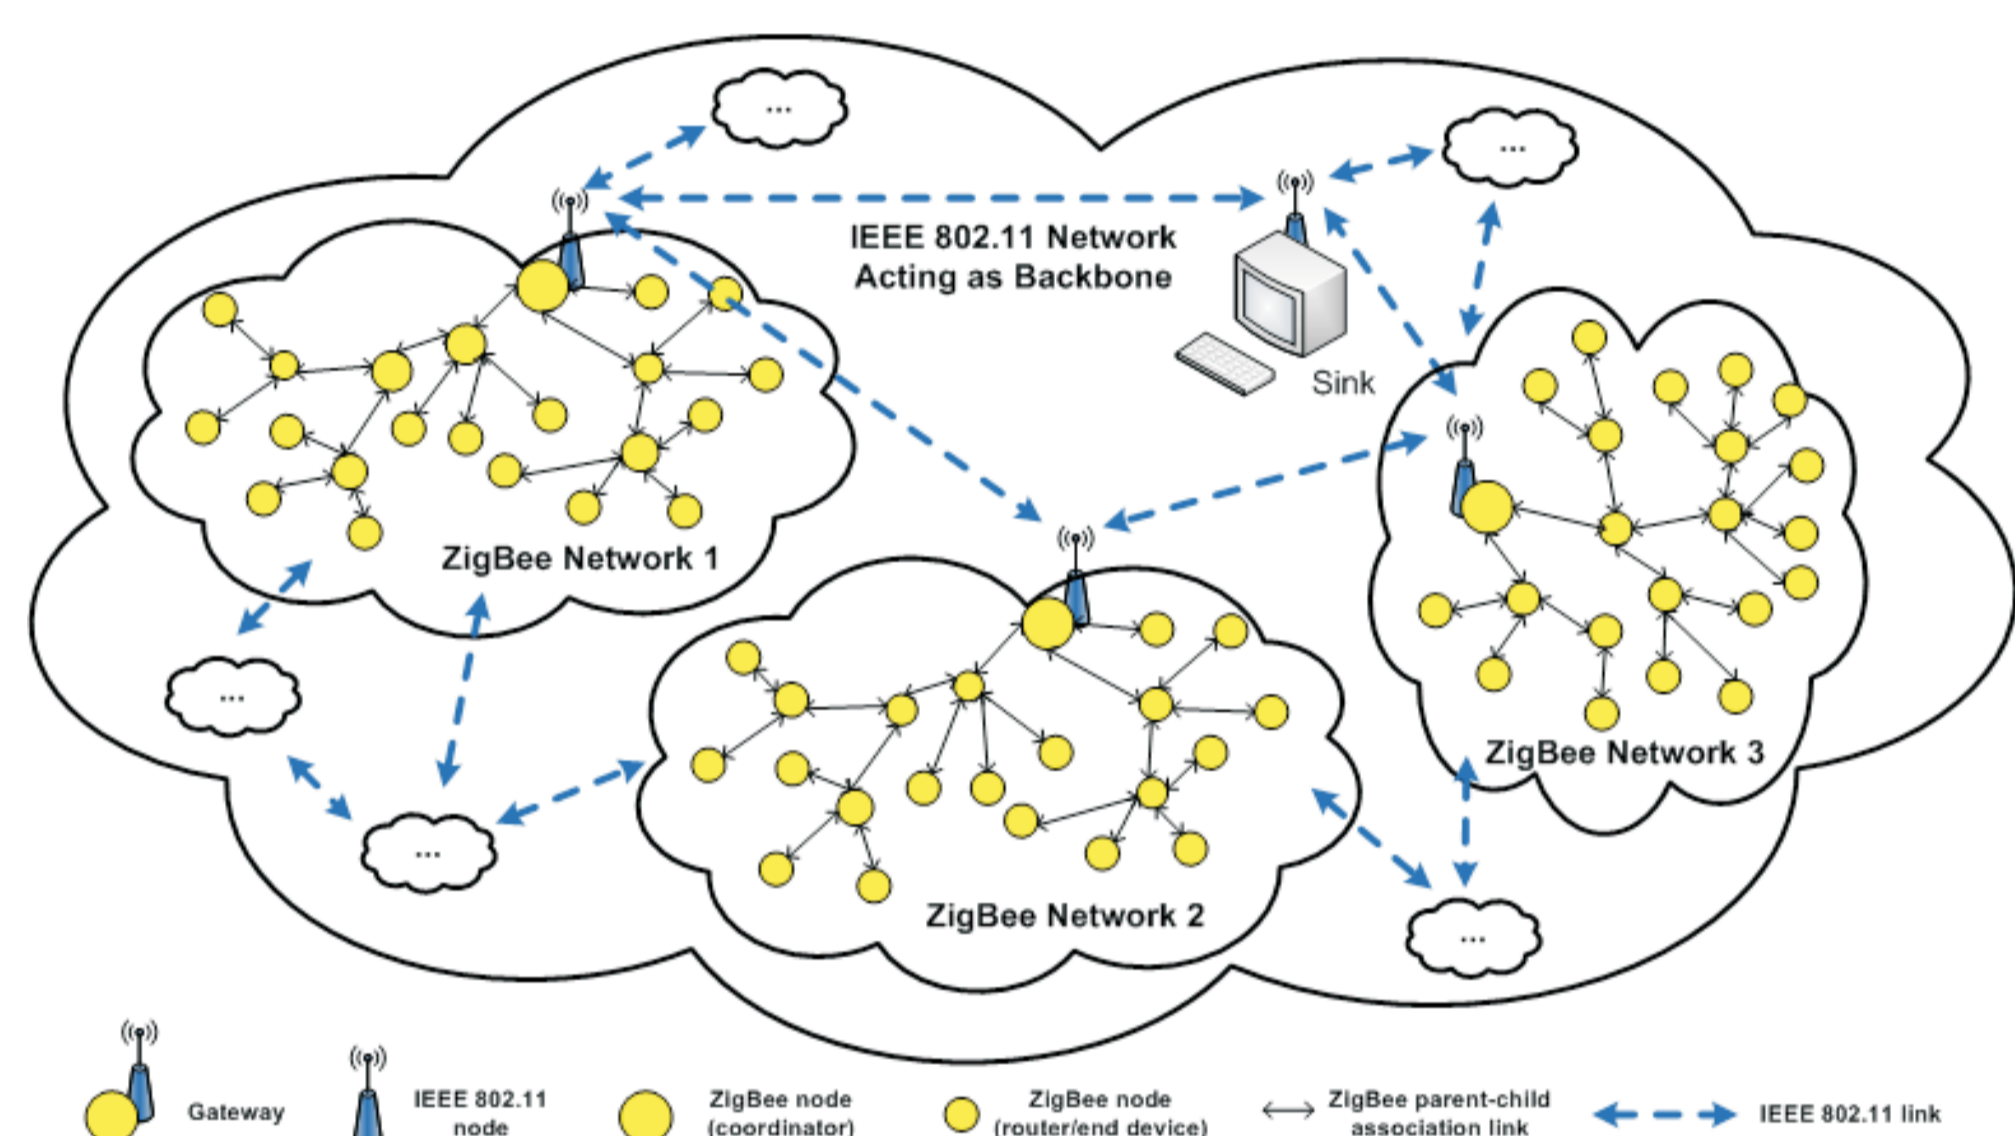 ...
...
IEEE 802.11 Network
Acting as Backbone
Sink
ZigBee Network 1
ZigBee Network 3
...
...
ZigBee Network 2
...
Gateway
IEEE 802.11
node
ZigBee node
(coordinator)
ZigBee node
(router/end device)
ZigBee parent-child
association link
IEEE 802.11 link